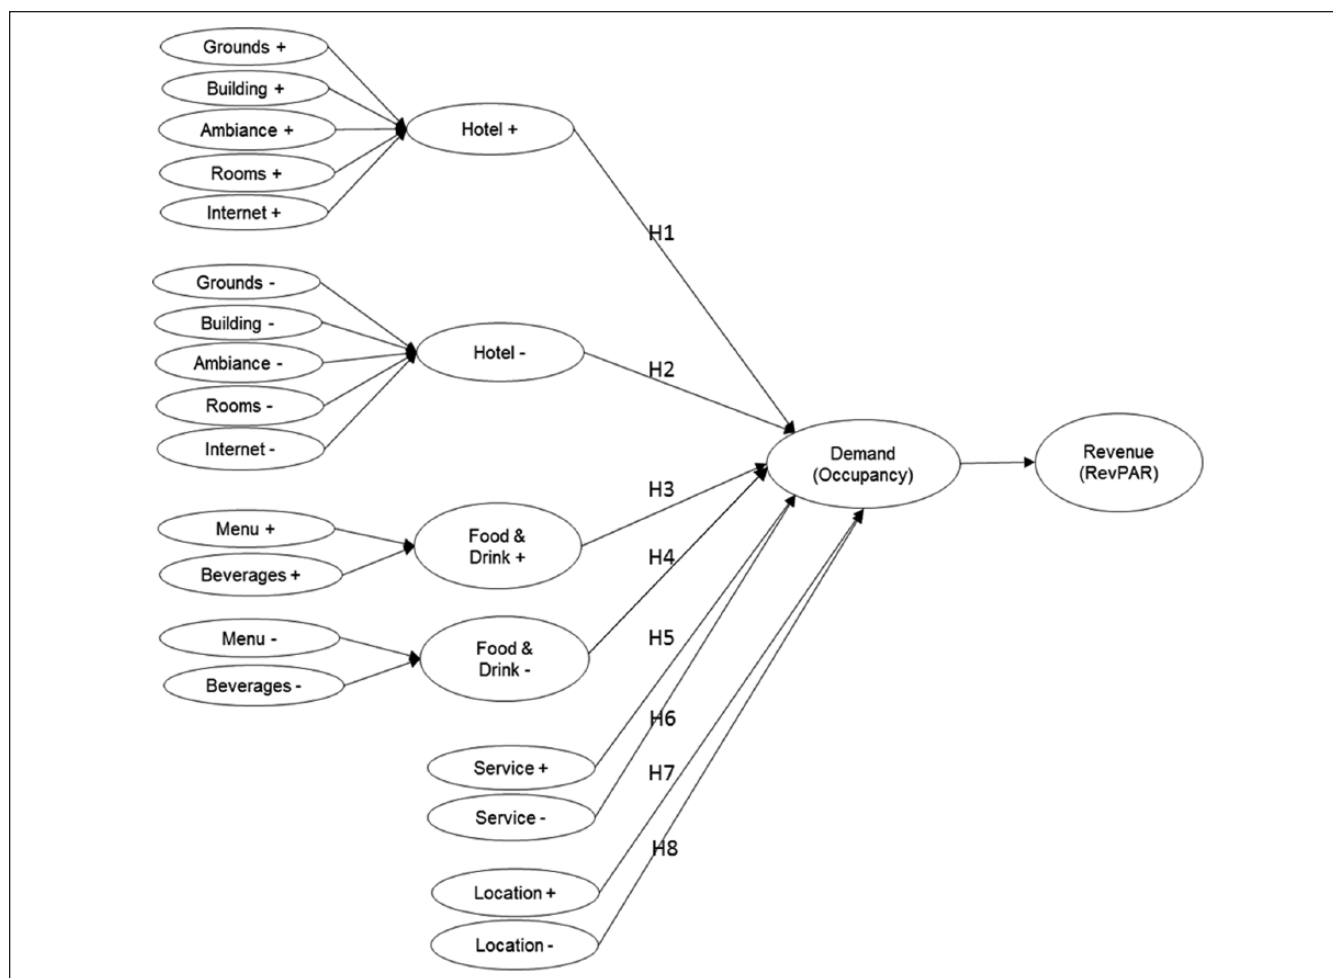 Grounds +
Building +
Ambiance +
Rooms +
Internet +
Hotel +
H1
Grounds -
Building -
Ambiance -
Rooms -
Internet -
Hotel -
H2
Menu +
Beverages +
Food &
Drink +
H3
Menu -
Beverages -
Food &
Drink -
H4
Service +
H5
Service -
H6
Location +
H7
Location -
H8
Demand
(Occupancy)
Revenue
(RevPAR)